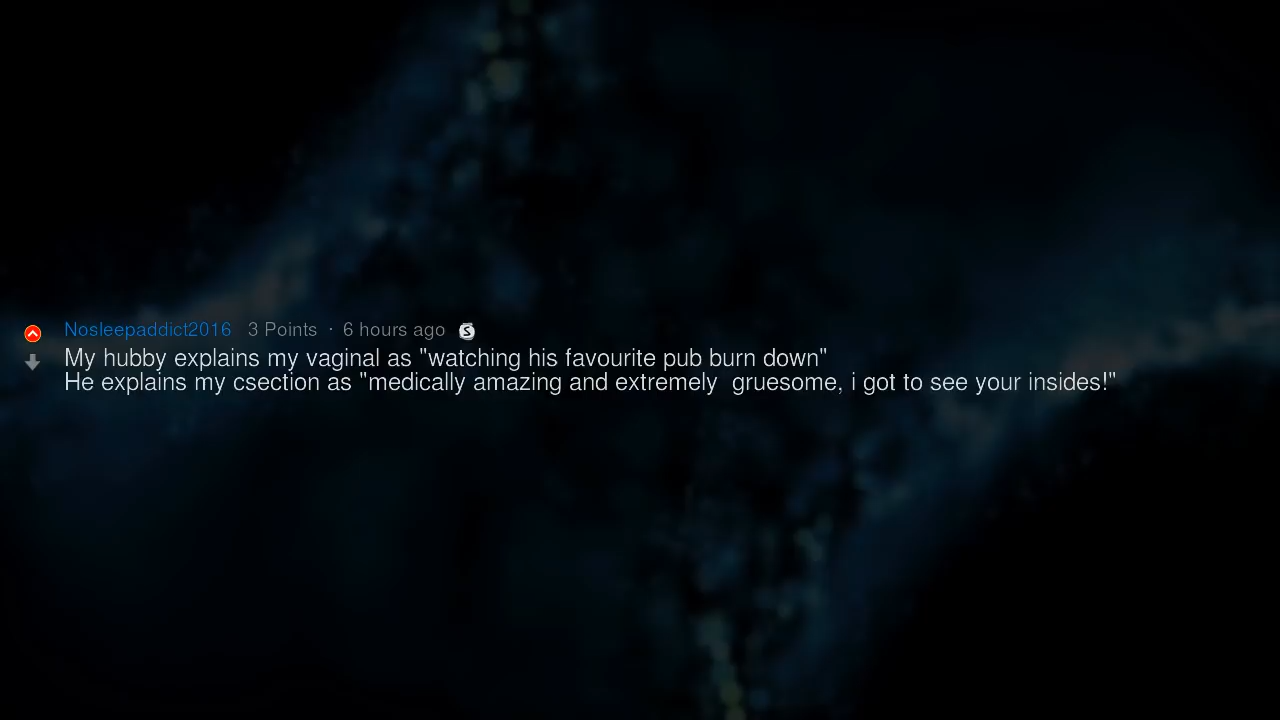 Nosleepaddict2016 3 Points · 6 hours ago
My hubby explains my vaginal as "watching his favourite pub burn down"
He explains my csection as "medically amazing and extremely  gruesome, i got to see your insides!"